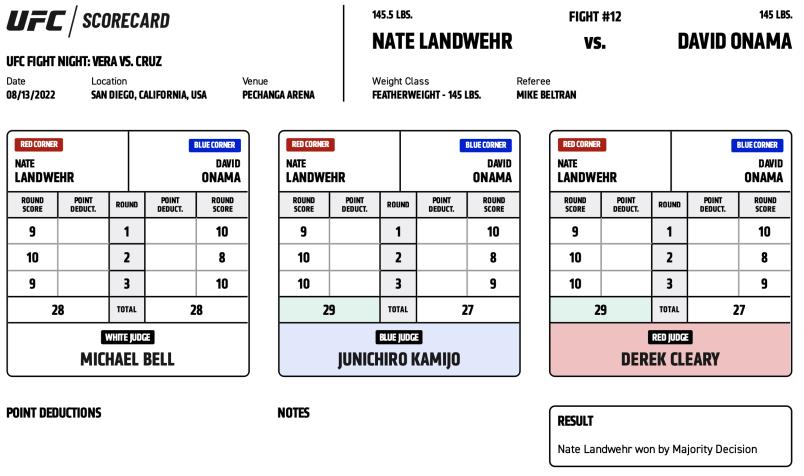 UFC / SCORECARD
UFC FIGHT NIGHT: VERA VS. CRUZ
Date Location Venue
08/13/2022 SAN DIEGO, CALIFORNIA, USA PECHANGA ARENA
145.5 LBS. FIGHT #12 145 LBS.
NATE LANDWEHR VS. DAVID ONAMA
Weight Class Referee
FEATHERWEIGHT - 145 LBS. MIKE BELTRAN
RED CORNER BLUE CORNER
NATE DAVID
LANDWEHR ONAMA
ROUND SCORE POINT DEDUCT. ROUND POINT DEDUCT. ROUND SCORE
9 1 10
10 2 8
9 3 10
28 TOTAL 28
WHITE JUDGE
MICHAEL BELL
RED CORNER BLUE CORNER
NATE DAVID
LANDWEHR ONAMA
ROUND SCORE POINT DEDUCT. ROUND POINT DEDUCT. ROUND SCORE
9 1 10
10 2 8
10 3 9
29 TOTAL 27
BLUE JUDGE
JUNICHIRO KAMIJO
RED CORNER BLUE CORNER
NATE DAVID
LANDWEHR ONAMA
ROUND SCORE POINT DEDUCT. ROUND POINT DEDUCT. ROUND SCORE
9 1 10
10 2 8
10 3 9
29 TOTAL 27
RED JUDGE
DEREK CLEARY
POINT DEDUCTIONS
NOTES
RESULT
Nate Landwehr won by Majority Decision